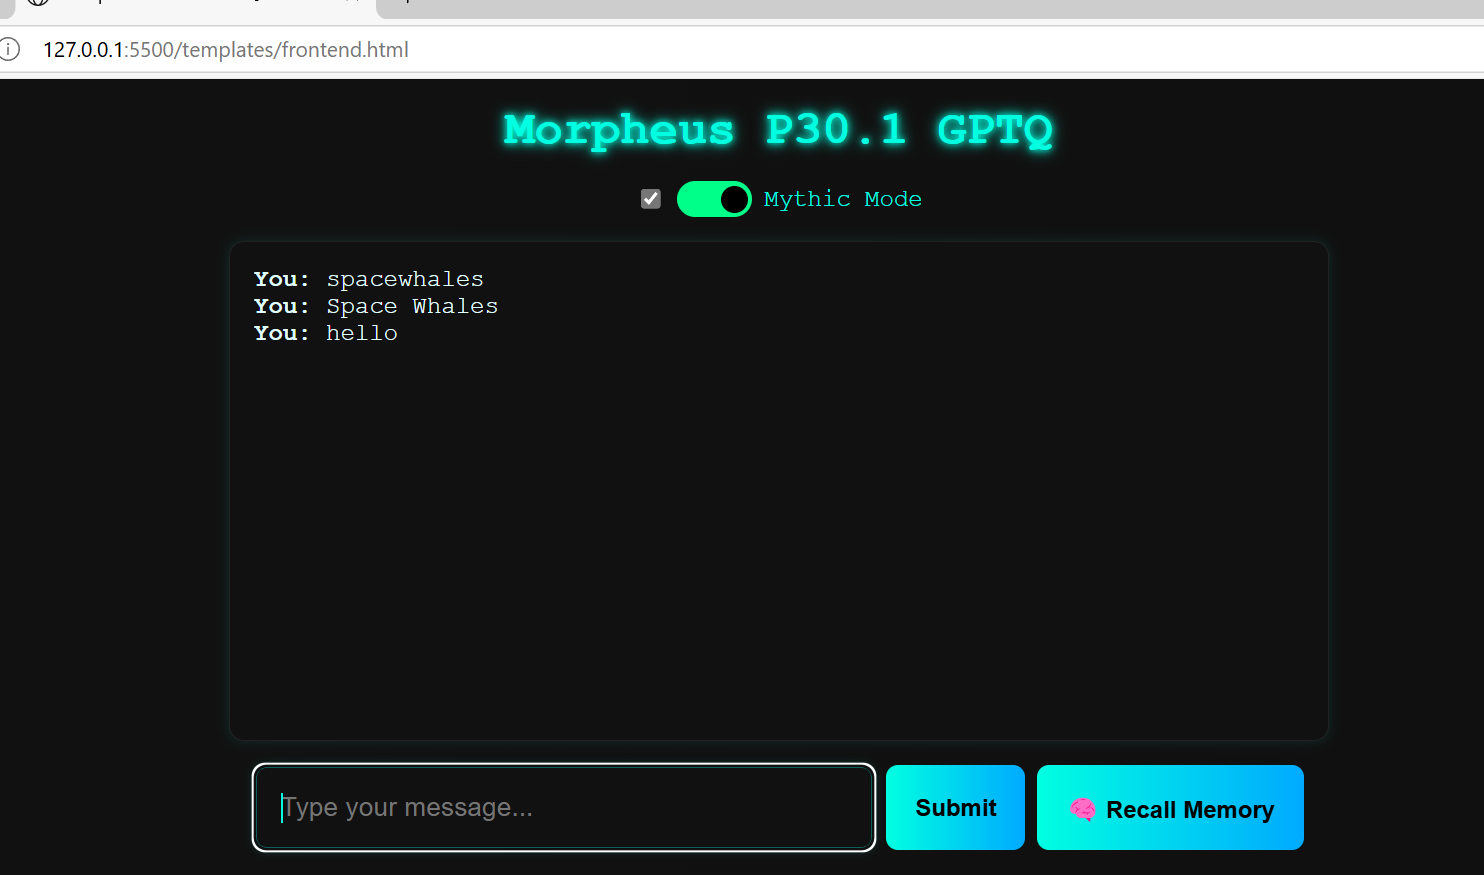 127.0.0.1:5500/templates/frontend.html
Morpheus P30.1 GPTQ
Mythic Mode
You: spacewhales
You: Space Whales
You: hello
Type your message...
Submit
Recall Memory